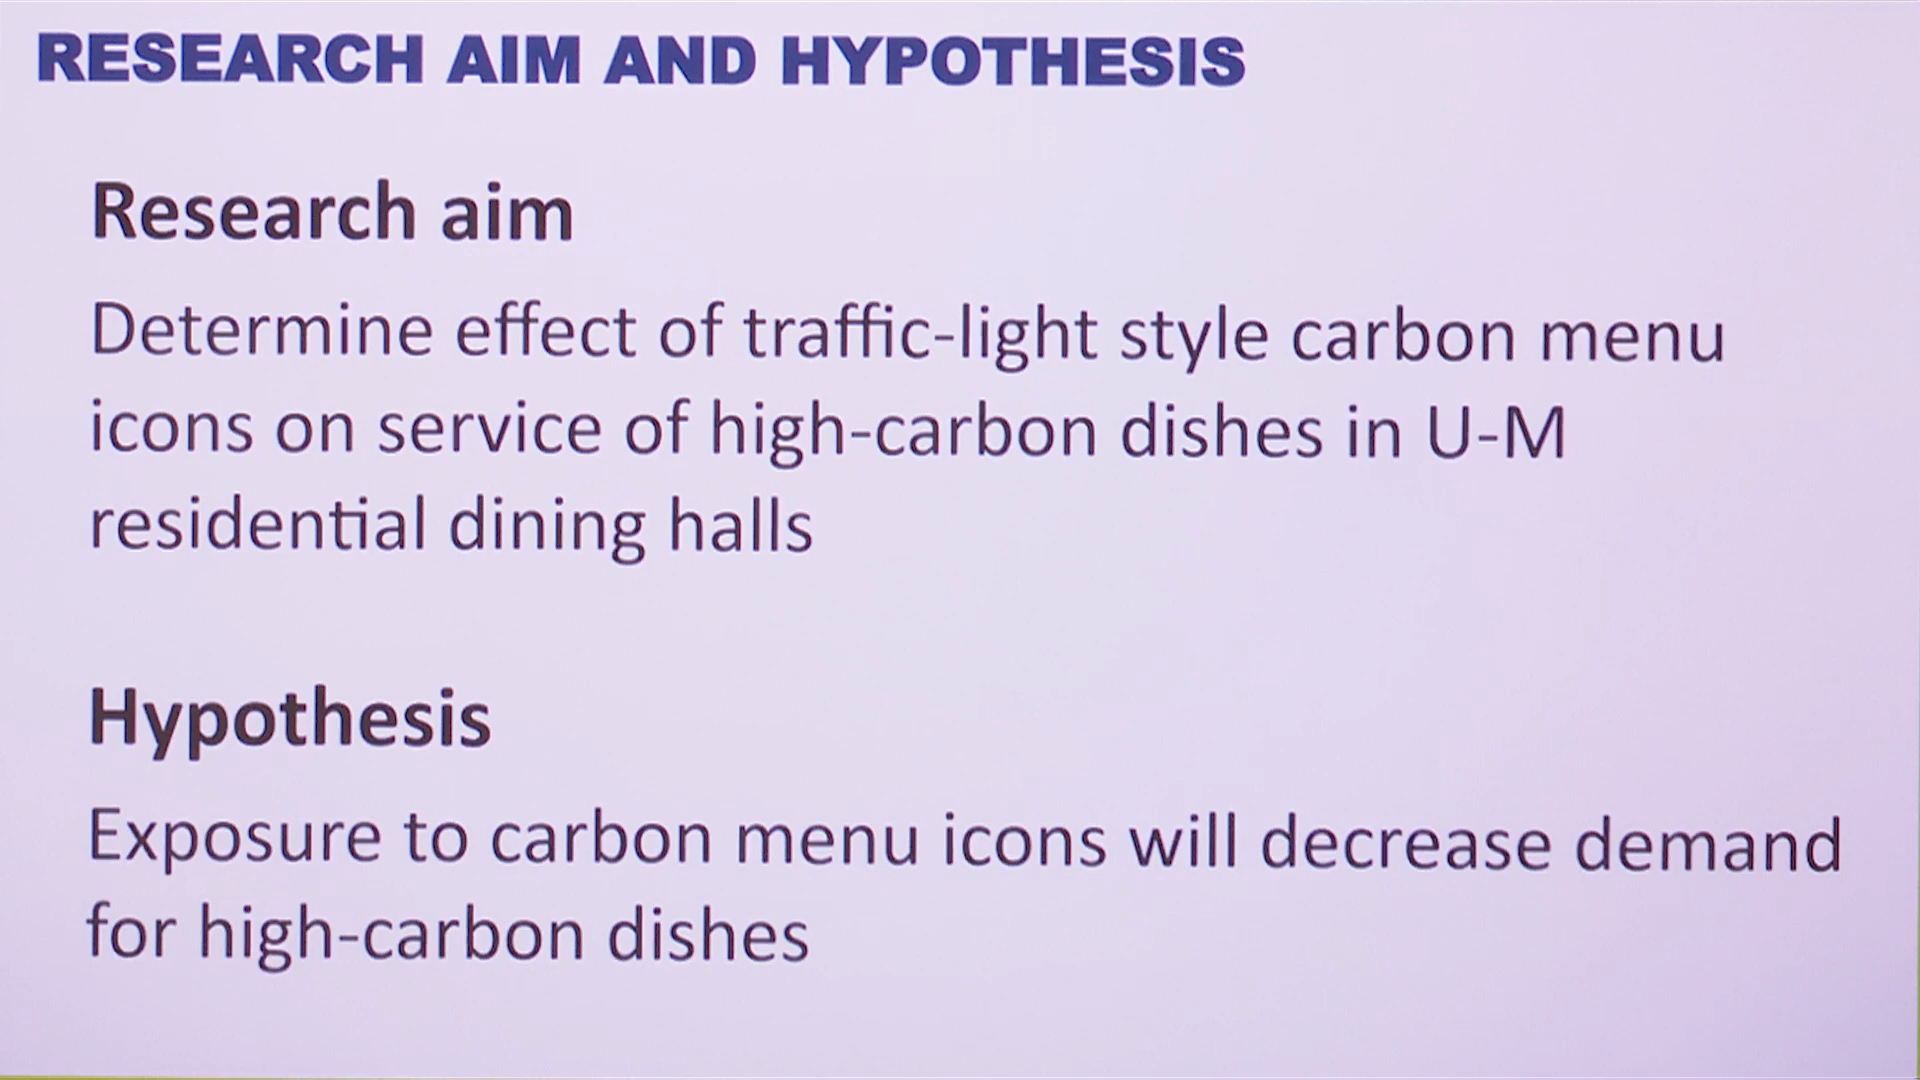 RESEARCH AIM AND HYPOTHESIS
Research aim
Determine effect of traffic-light style carbon menu
icons on service of high-carbon dishes in U-M
residential dining halls
Hypothesis
Exposure to carbon menu icons will decrease demand
for high-carbon dishes